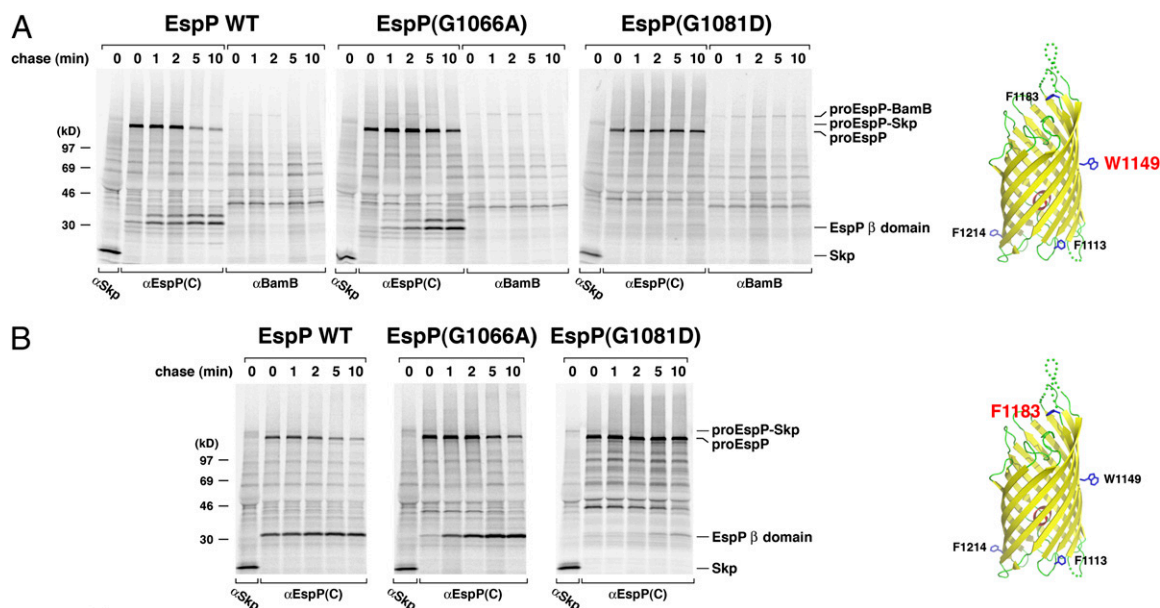 A
EspP WT EspP(G1066A) EspP(G1081D)
chase (min) 0 0 1 2 5 10 0 1 2 5 10 0 0 1 2 5 10 0 1 2 5 10 0 0 1 2 5 10 0 1 2 5 10
(kD)
97
69
46
30
proEspP-BamB
proEspP-Skp
proEspP
EspP β domain
Skp
αSkp αEspP(C) αBamB αSkp αEspP(C) αBamB αSkp αEspP(C) αBamB
F1183
W1149
F1214
F1113
B
EspP WT EspP(G1066A) EspP(G1081D)
chase (min) 0 0 1 2 5 10 0 0 1 2 5 10 0 0 1 2 5 10
(kD)
97
69
46
30
proEspP-Skp
proEspP
EspP β domain
Skp
αSkp αEspP(C) αSkp αEspP(C) αSkp αEspP(C)
F1183
W1149
F1214
F1113